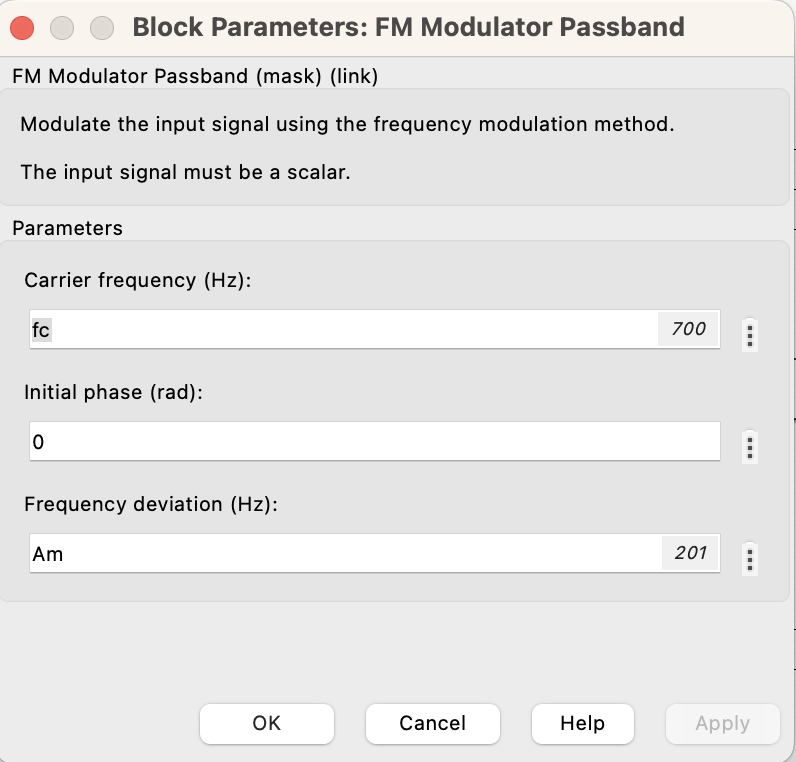 Block Parameters: FM Modulator Passband
FM Modulator Passband (mask) (link)
Modulate the input signal using the frequency modulation method.
The input signal must be a scalar.
Parameters
Carrier frequency (Hz):
fc 700
Initial phase (rad):
0
Frequency deviation (Hz):
Am 201
OK Cancel Help Apply